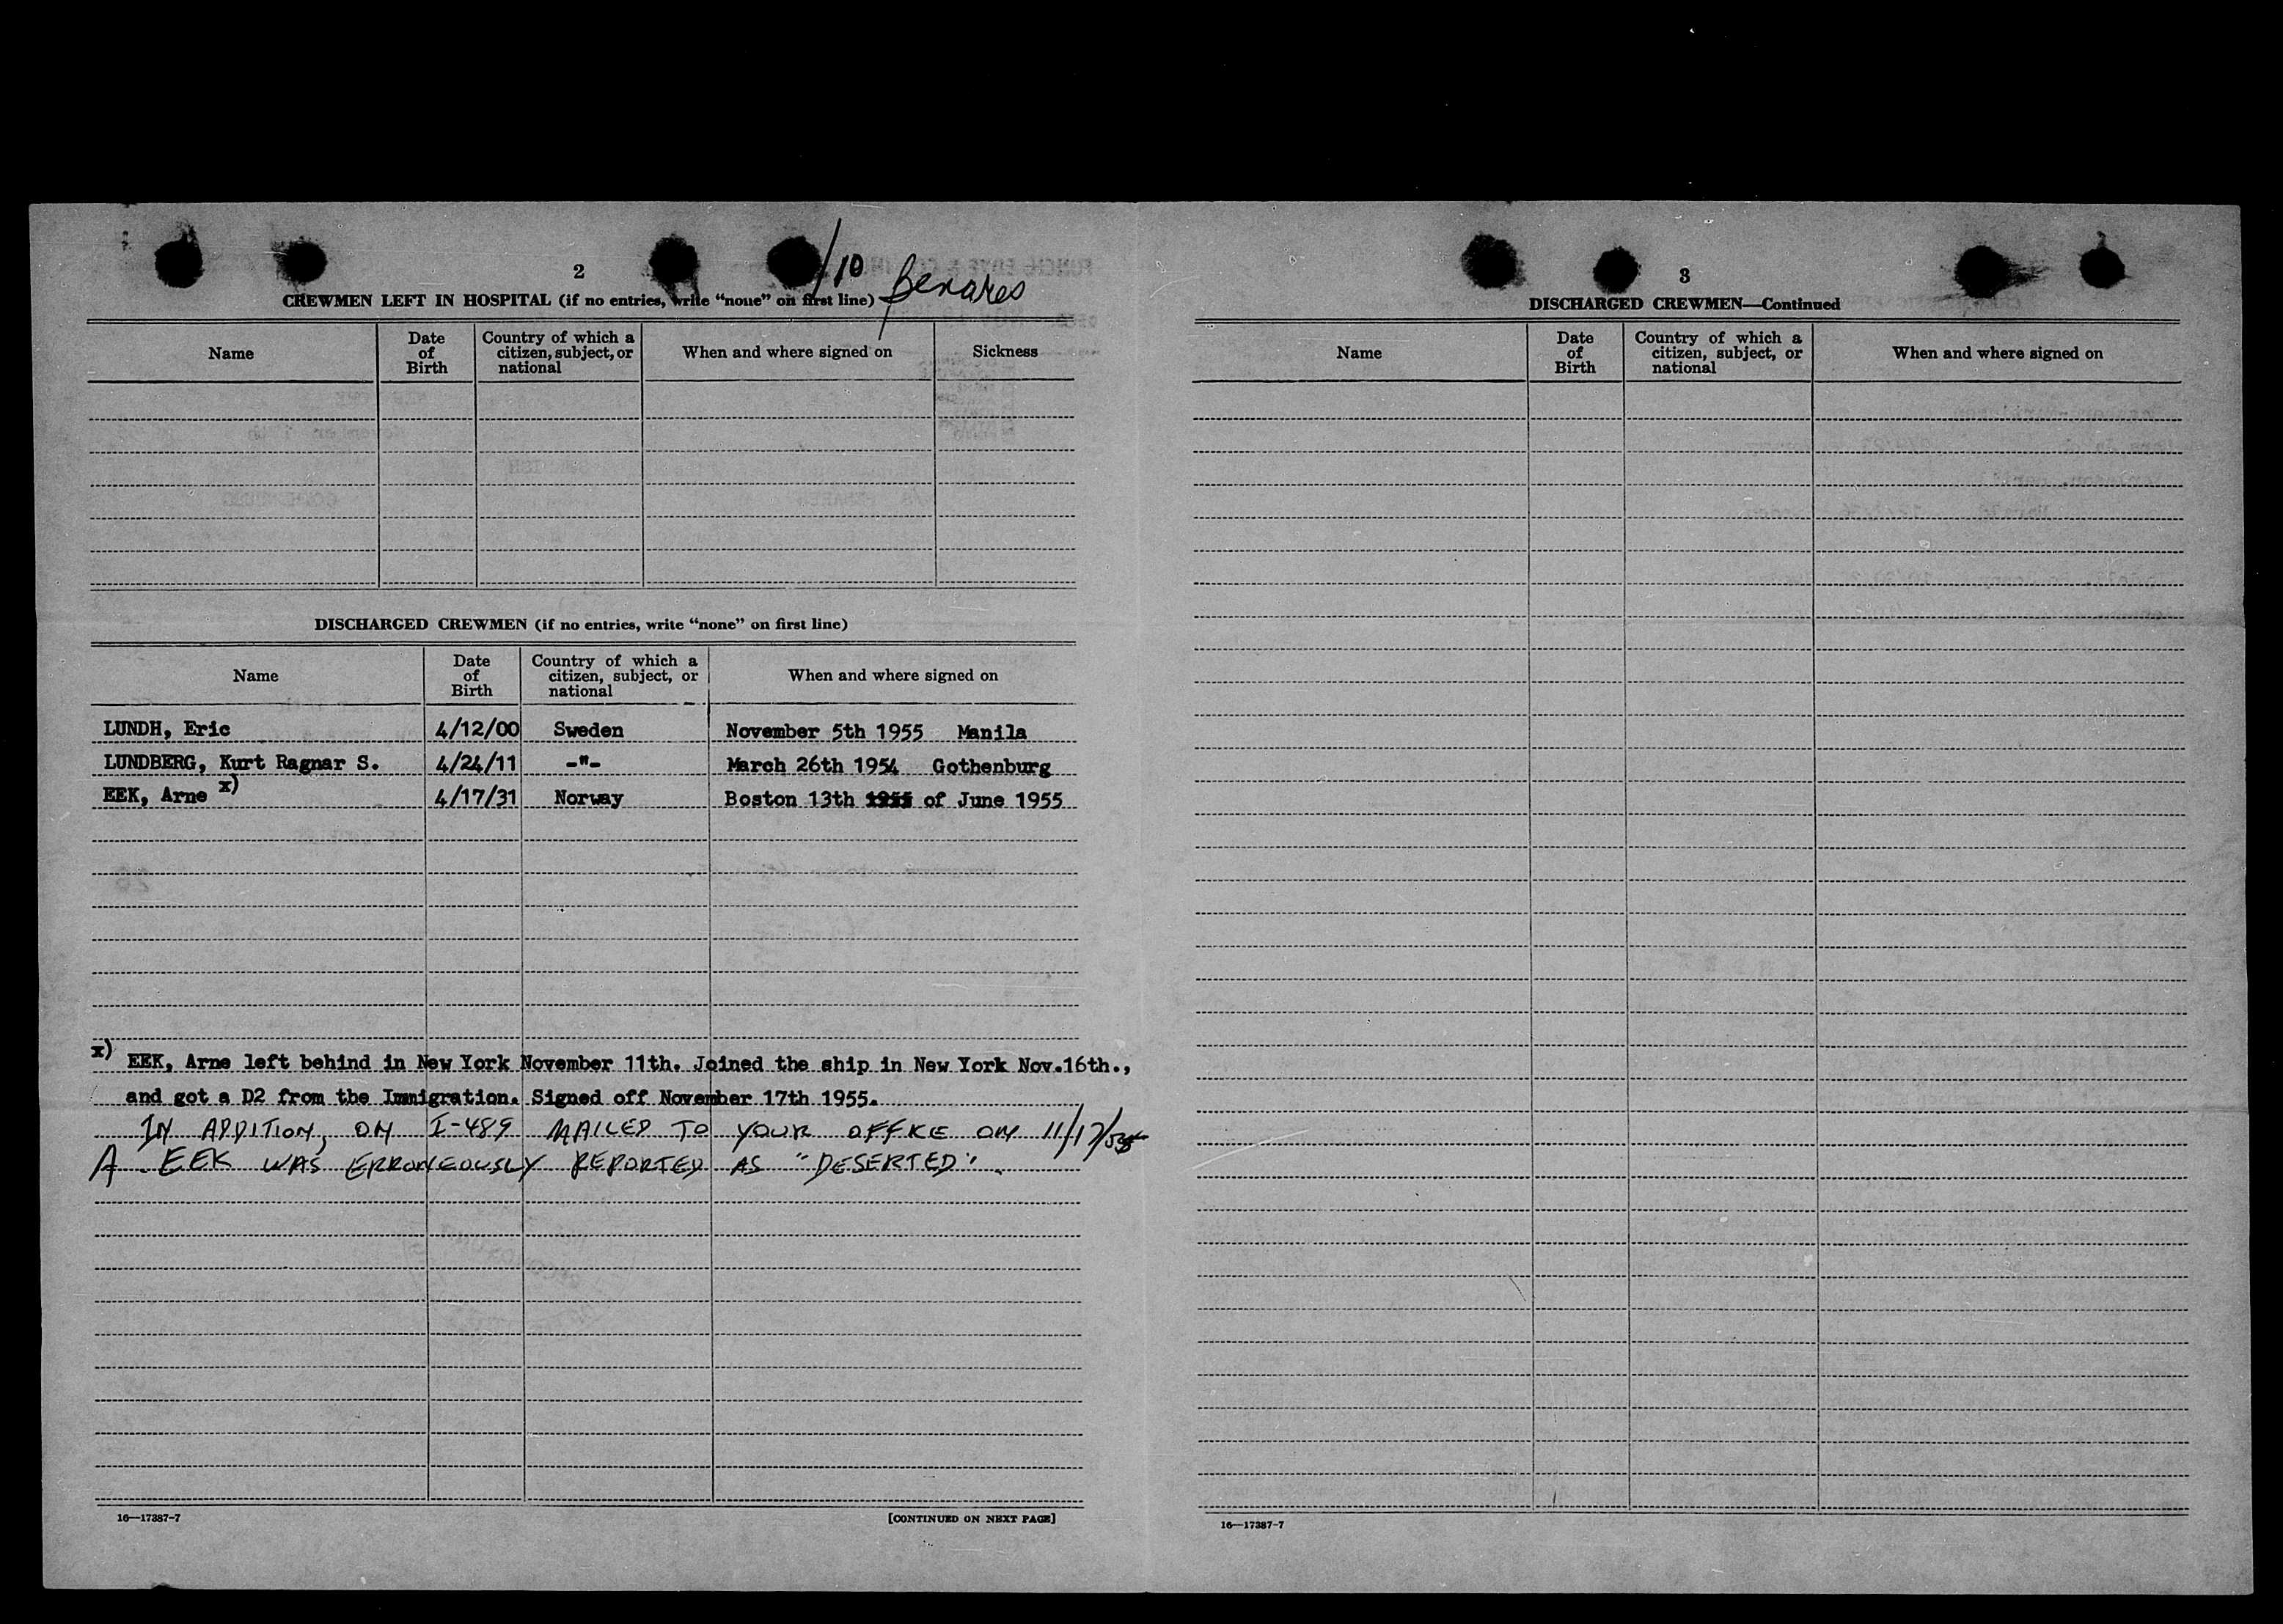 2
/10 Benares
CREWMEN LEFT IN HOSPITAL (if no entries, write “none” on first line)
Name
Date of Birth
Country of which a citizen, subject, or national
When and where signed on
Sickness
DISCHARGED CREWMEN (if no entries, write “none” on first line)
Name
Date of Birth
Country of which a citizen, subject, or national
When and where signed on
LUNDH, Eric 4/12/00 Sweden November 5th 1955 Manila
LUNDBERG, Kurt Ragnar S. 4/24/11 -"- March 26th 1954 Gothenburg
EEK, Arne x) 4/17/31 Norway Boston 13th 1955 of June 1955
x) EEK, Arne left behind in New York November 11th. Joined the ship in New York Nov.16th.,
and got a D2 from the Immigration. Signed off November 17th 1955.
IN ADDITION, ON I-489 MAILED TO YOUR OFFICE ON 11/17/55
A. EEK WAS ERRONEOUSLY REPORTED AS "DESERTED".
16—17387-7
[CONTINUED ON NEXT PAGE]
3
DISCHARGED CREWMEN—Continued
Name
Date of Birth
Country of which a citizen, subject, or national
When and where signed on
16—17387-7